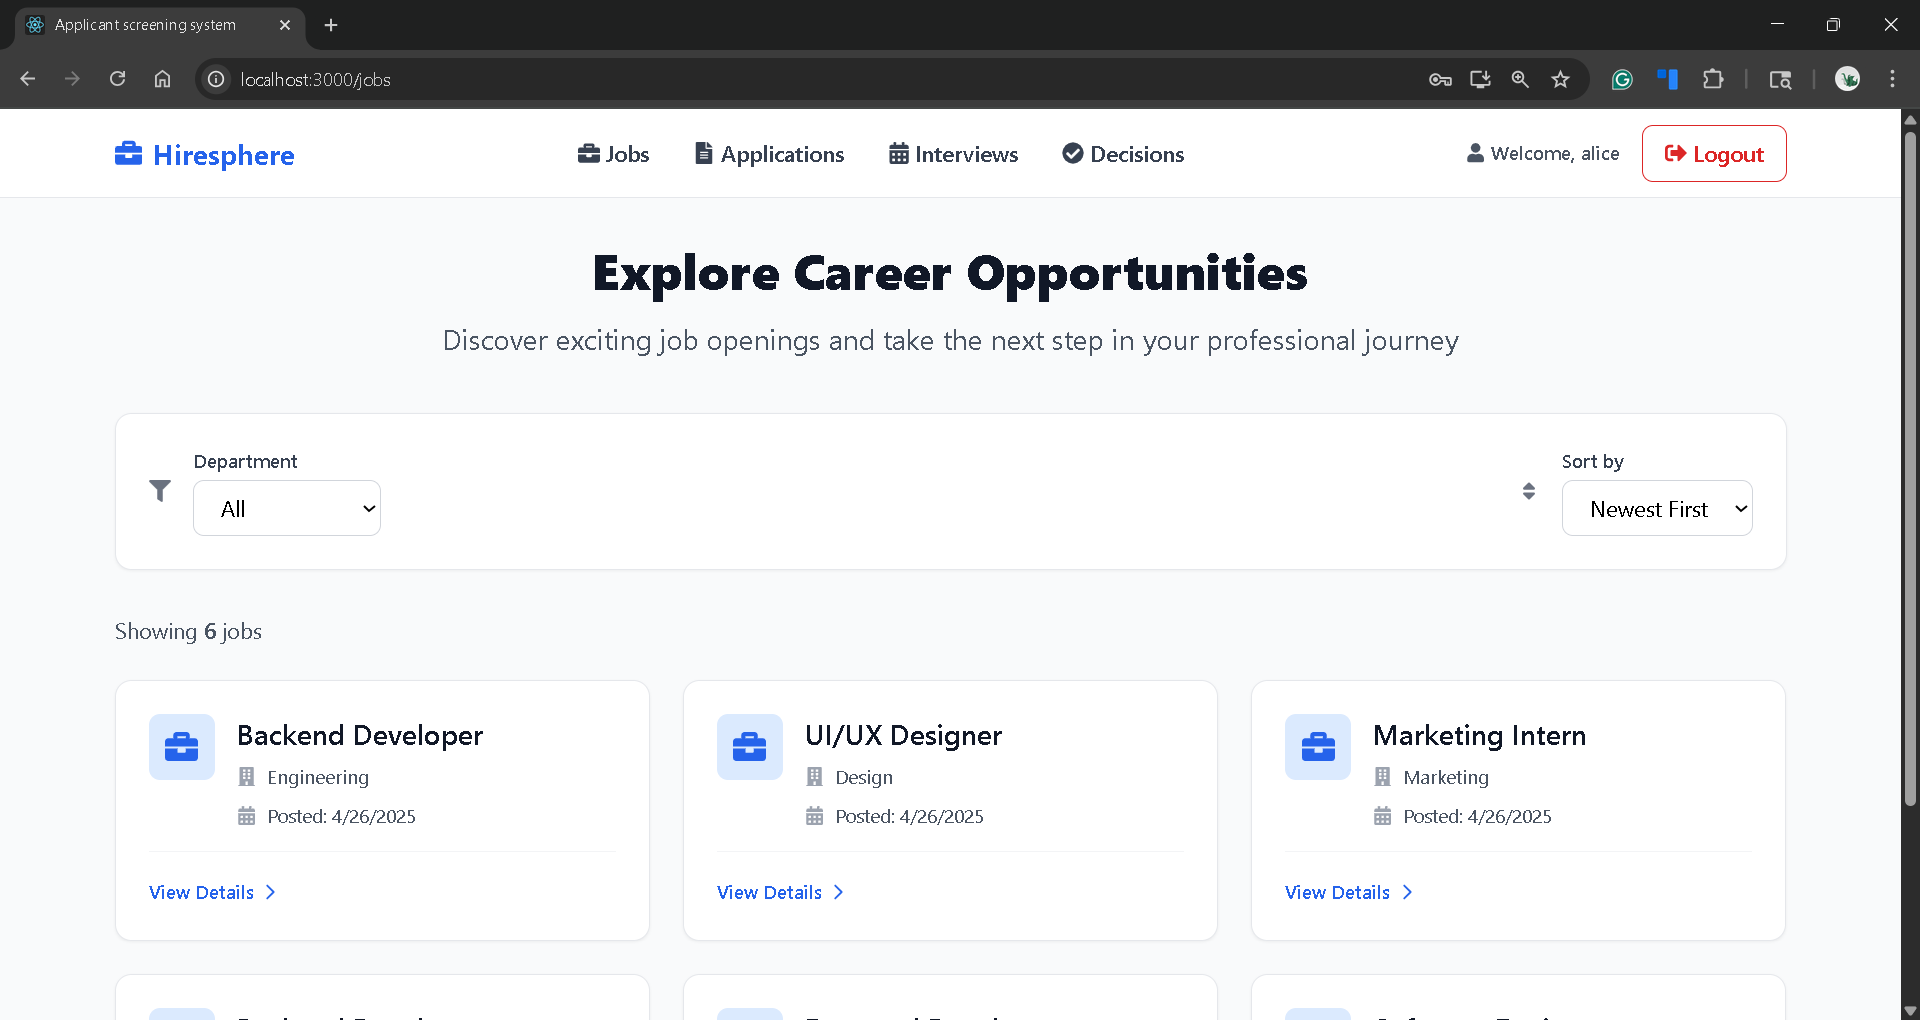 Applicant screening system
localhost:3000/jobs
Hiresphere
Jobs
Applications
Interviews
Decisions
Welcome, alice
Logout
Explore Career Opportunities
Discover exciting job openings and take the next step in your professional journey
Department
All
Sort by
Newest First
Showing 6 jobs
Backend Developer
Engineering
Posted: 4/26/2025
View Details
UI/UX Designer
Design
Posted: 4/26/2025
View Details
Marketing Intern
Marketing
Posted: 4/26/2025
View Details